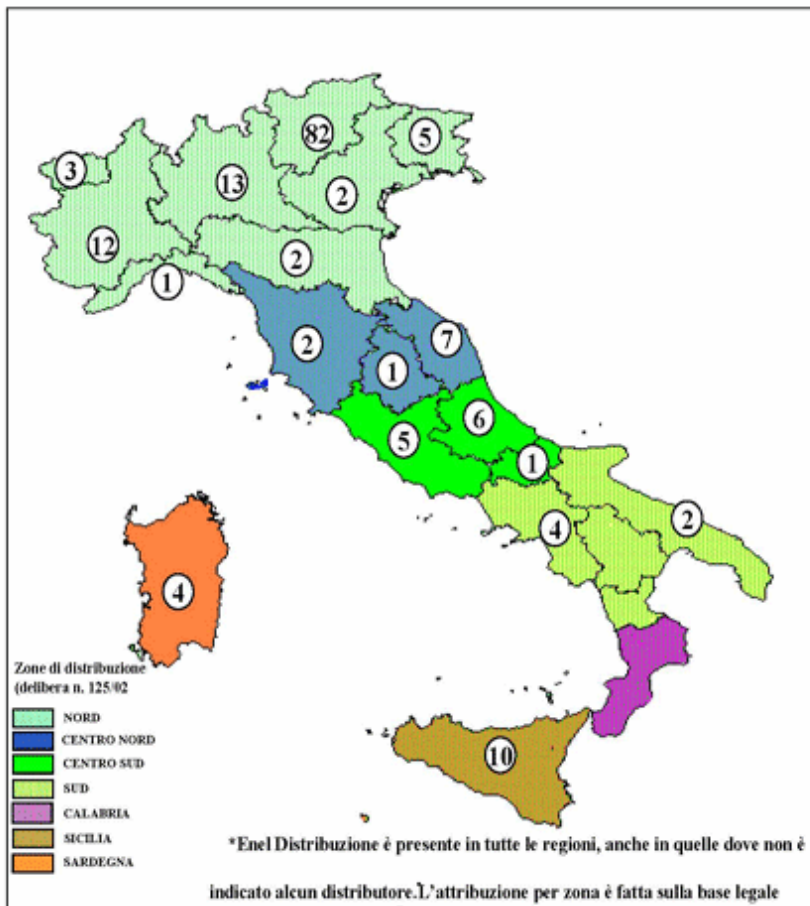 82
5
3
13
2
12
2
1
7
2
1
6
5
1
2
4
4
10
Zone di distribuzione
(delibera n. 125/02
NORD
CENTRO NORD
CENTRO SUD
SUD
CALABRIA
SICILIA
SARDEGNA
*Enel Distribuzione è presente in tutte le regioni, anche in quelle dove non è
indicato alcun distributore.L'attribuzione per zona è fatta sulla base legale